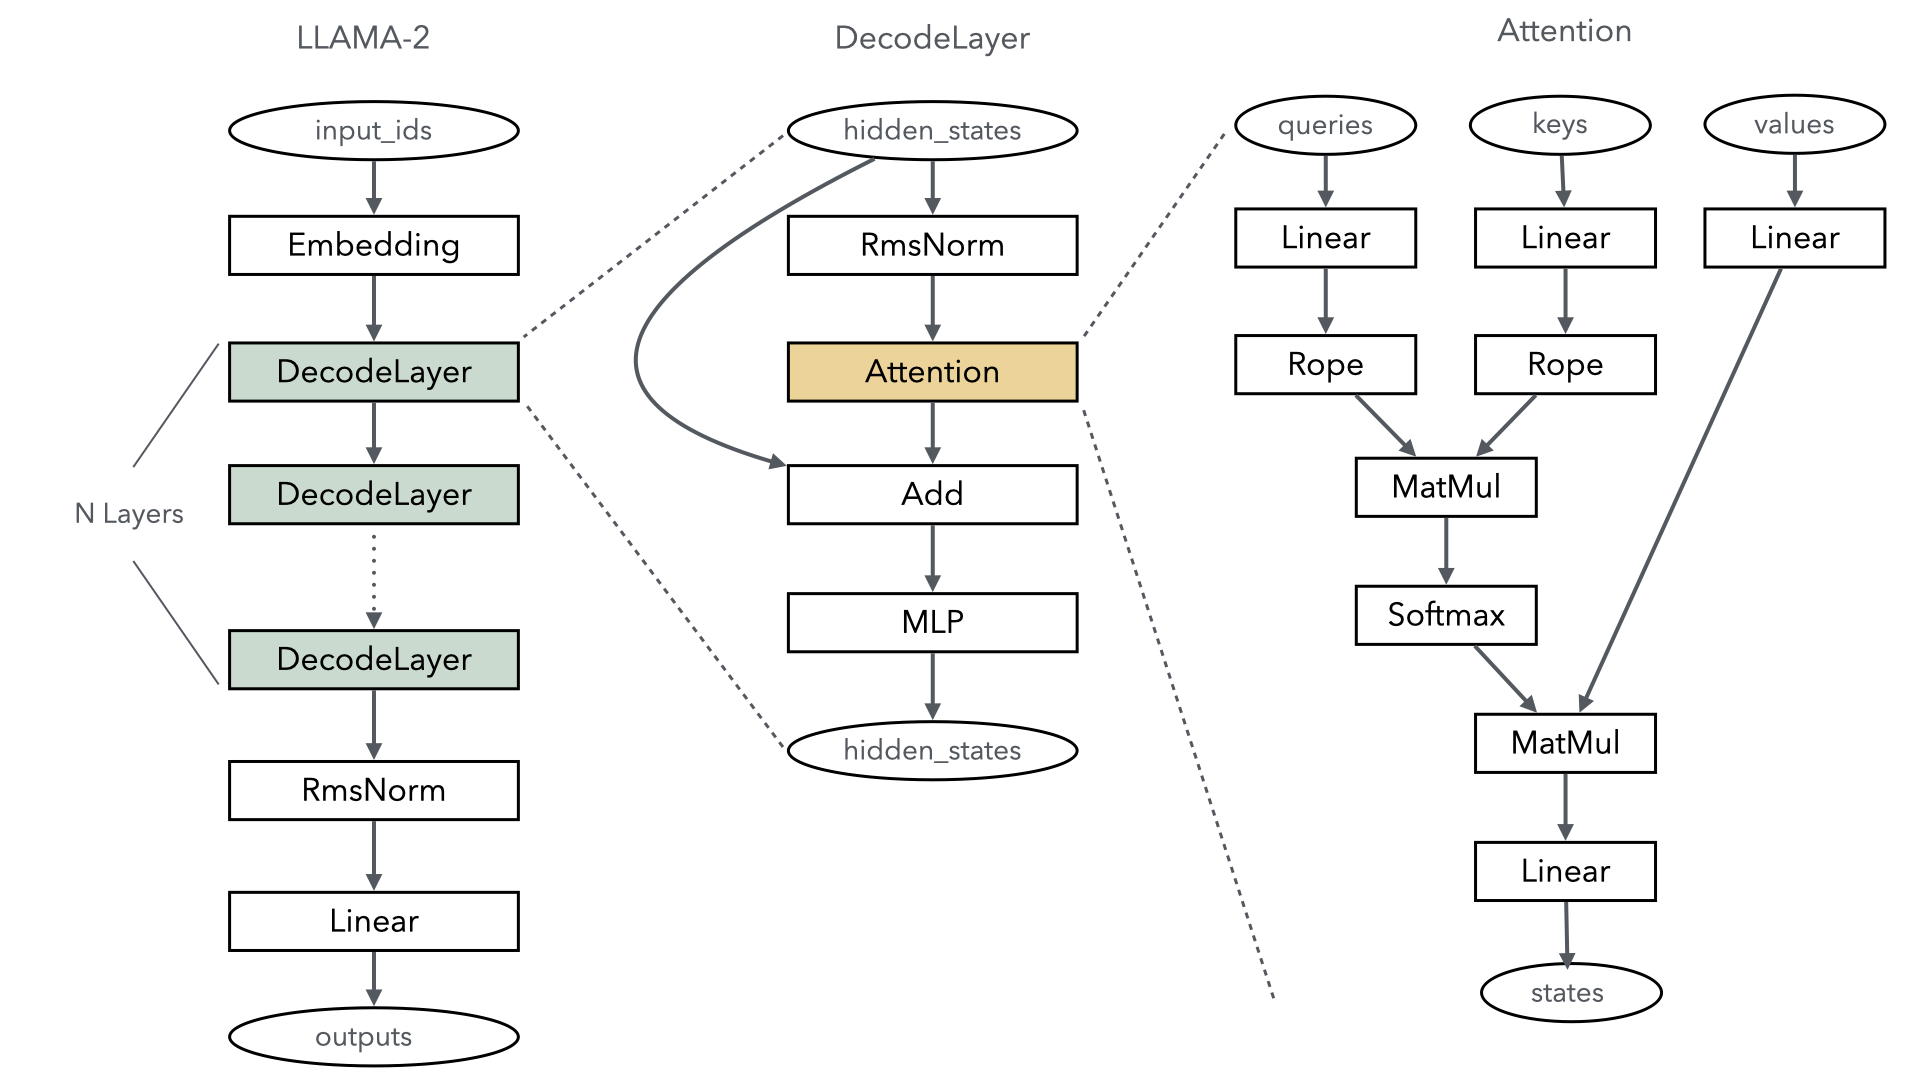 LLAMA-2
input_ids
Embedding
DecodeLayer
DecodeLayer
N Layers
DecodeLayer
RmsNorm
Linear
outputs
DecodeLayer
hidden_states
RmsNorm
Attention
Add
MLP
hidden_states
Attention
queries
keys
values
Linear
Linear
Linear
Rope
Rope
MatMul
Softmax
MatMul
Linear
states